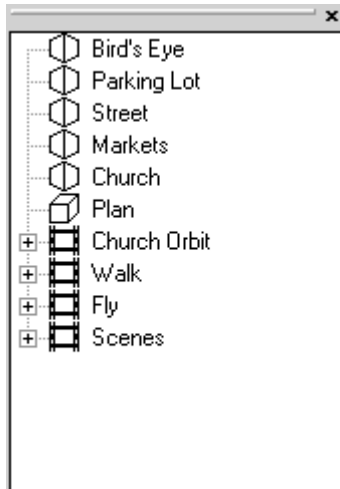 Bird's Eye
Parking Lot
Street
Markets
Church
Plan
Church Orbit
Walk
Fly
Scenes